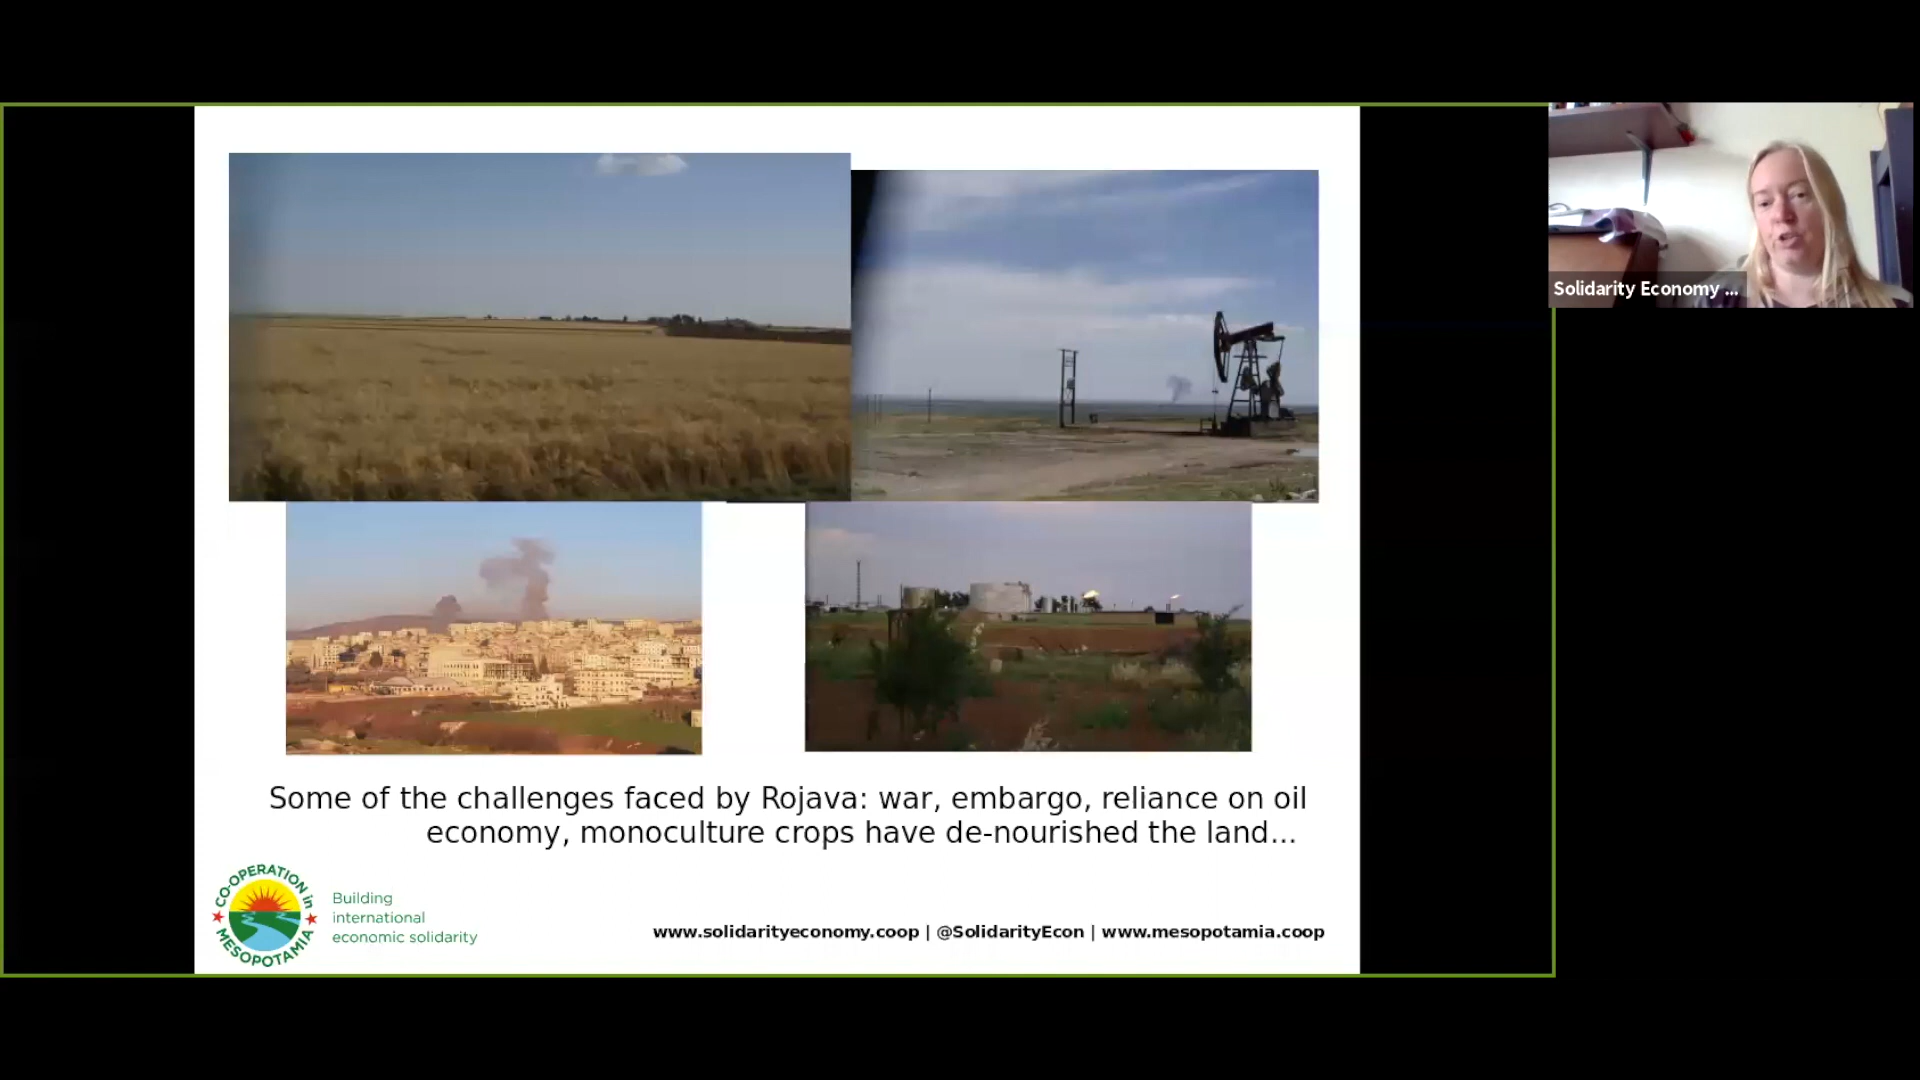 Solidarity Economy ...
Some of the challenges faced by Rojava: war, embargo, reliance on oil
economy, monoculture crops have de-nourished the land...
CO-OPERATION in
MESOPOTAMIA
Building
international
economic solidarity
www.solidarityeconomy.coop | @SolidarityEcon | www.mesopotamia.coop